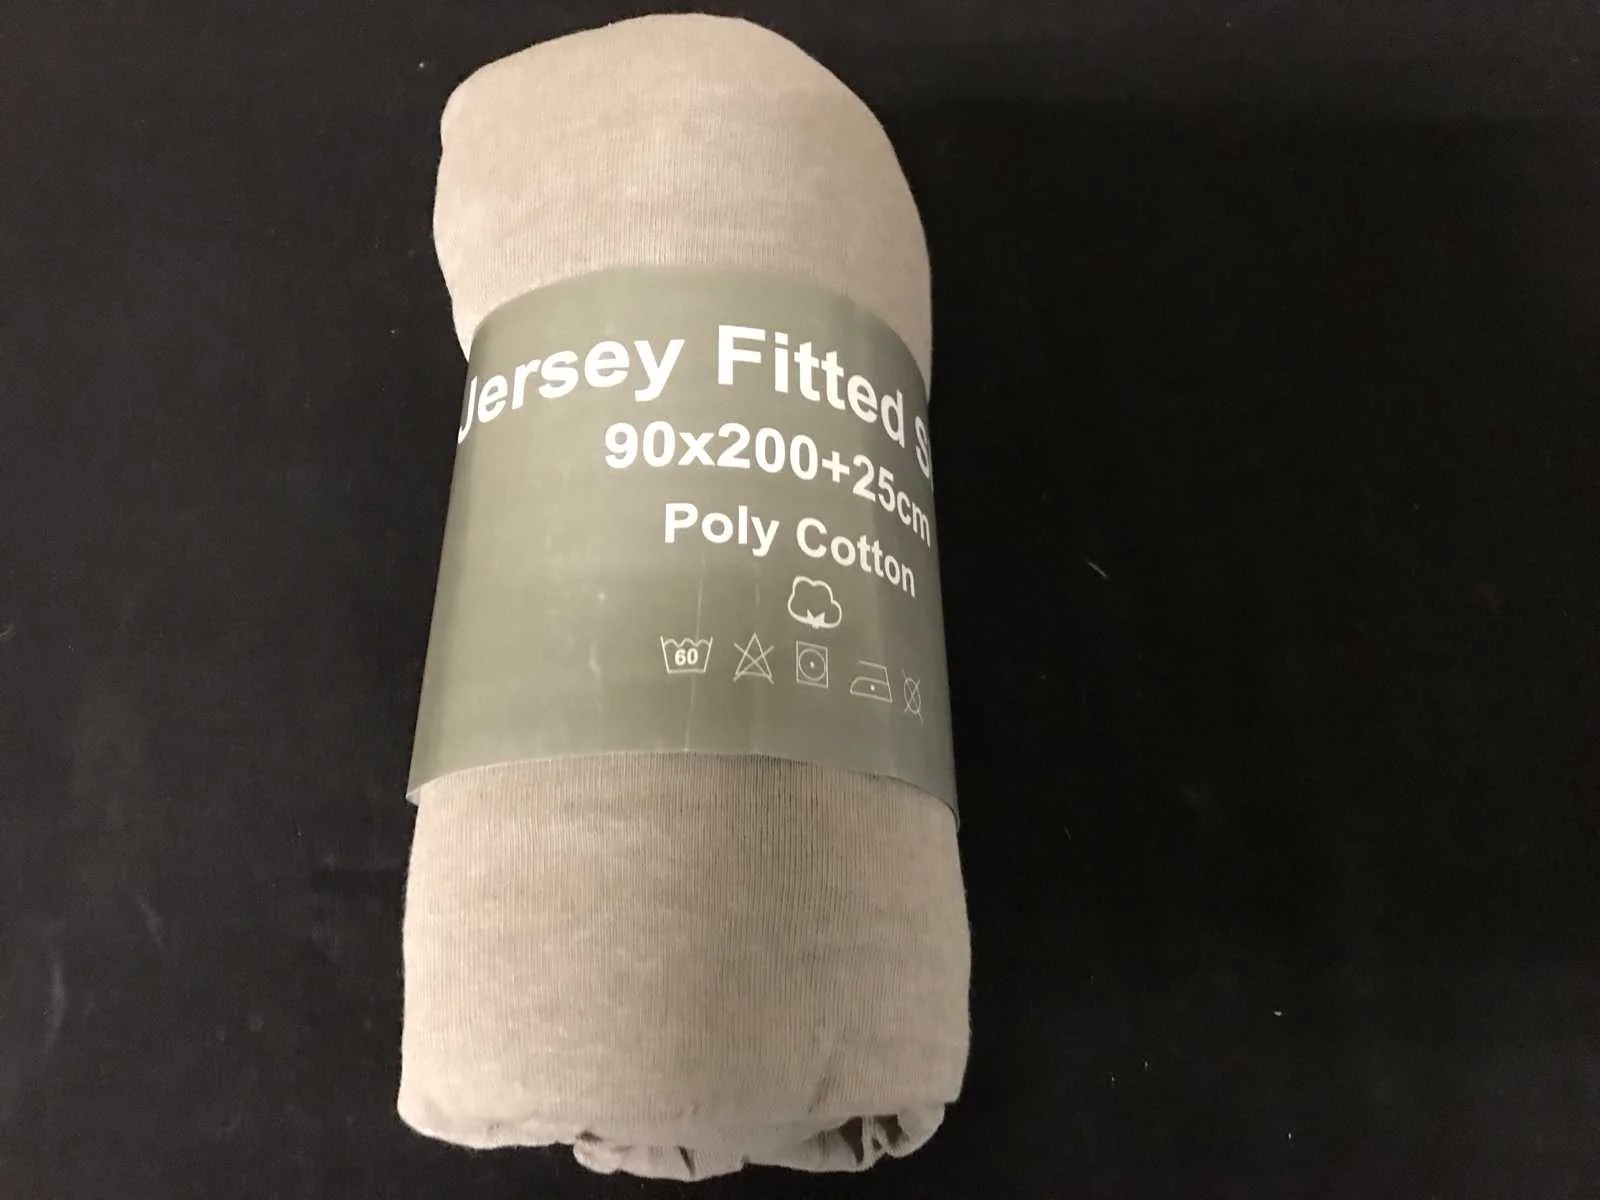 Jersey Fitted S
90x200+25cm
Poly Cotton
60